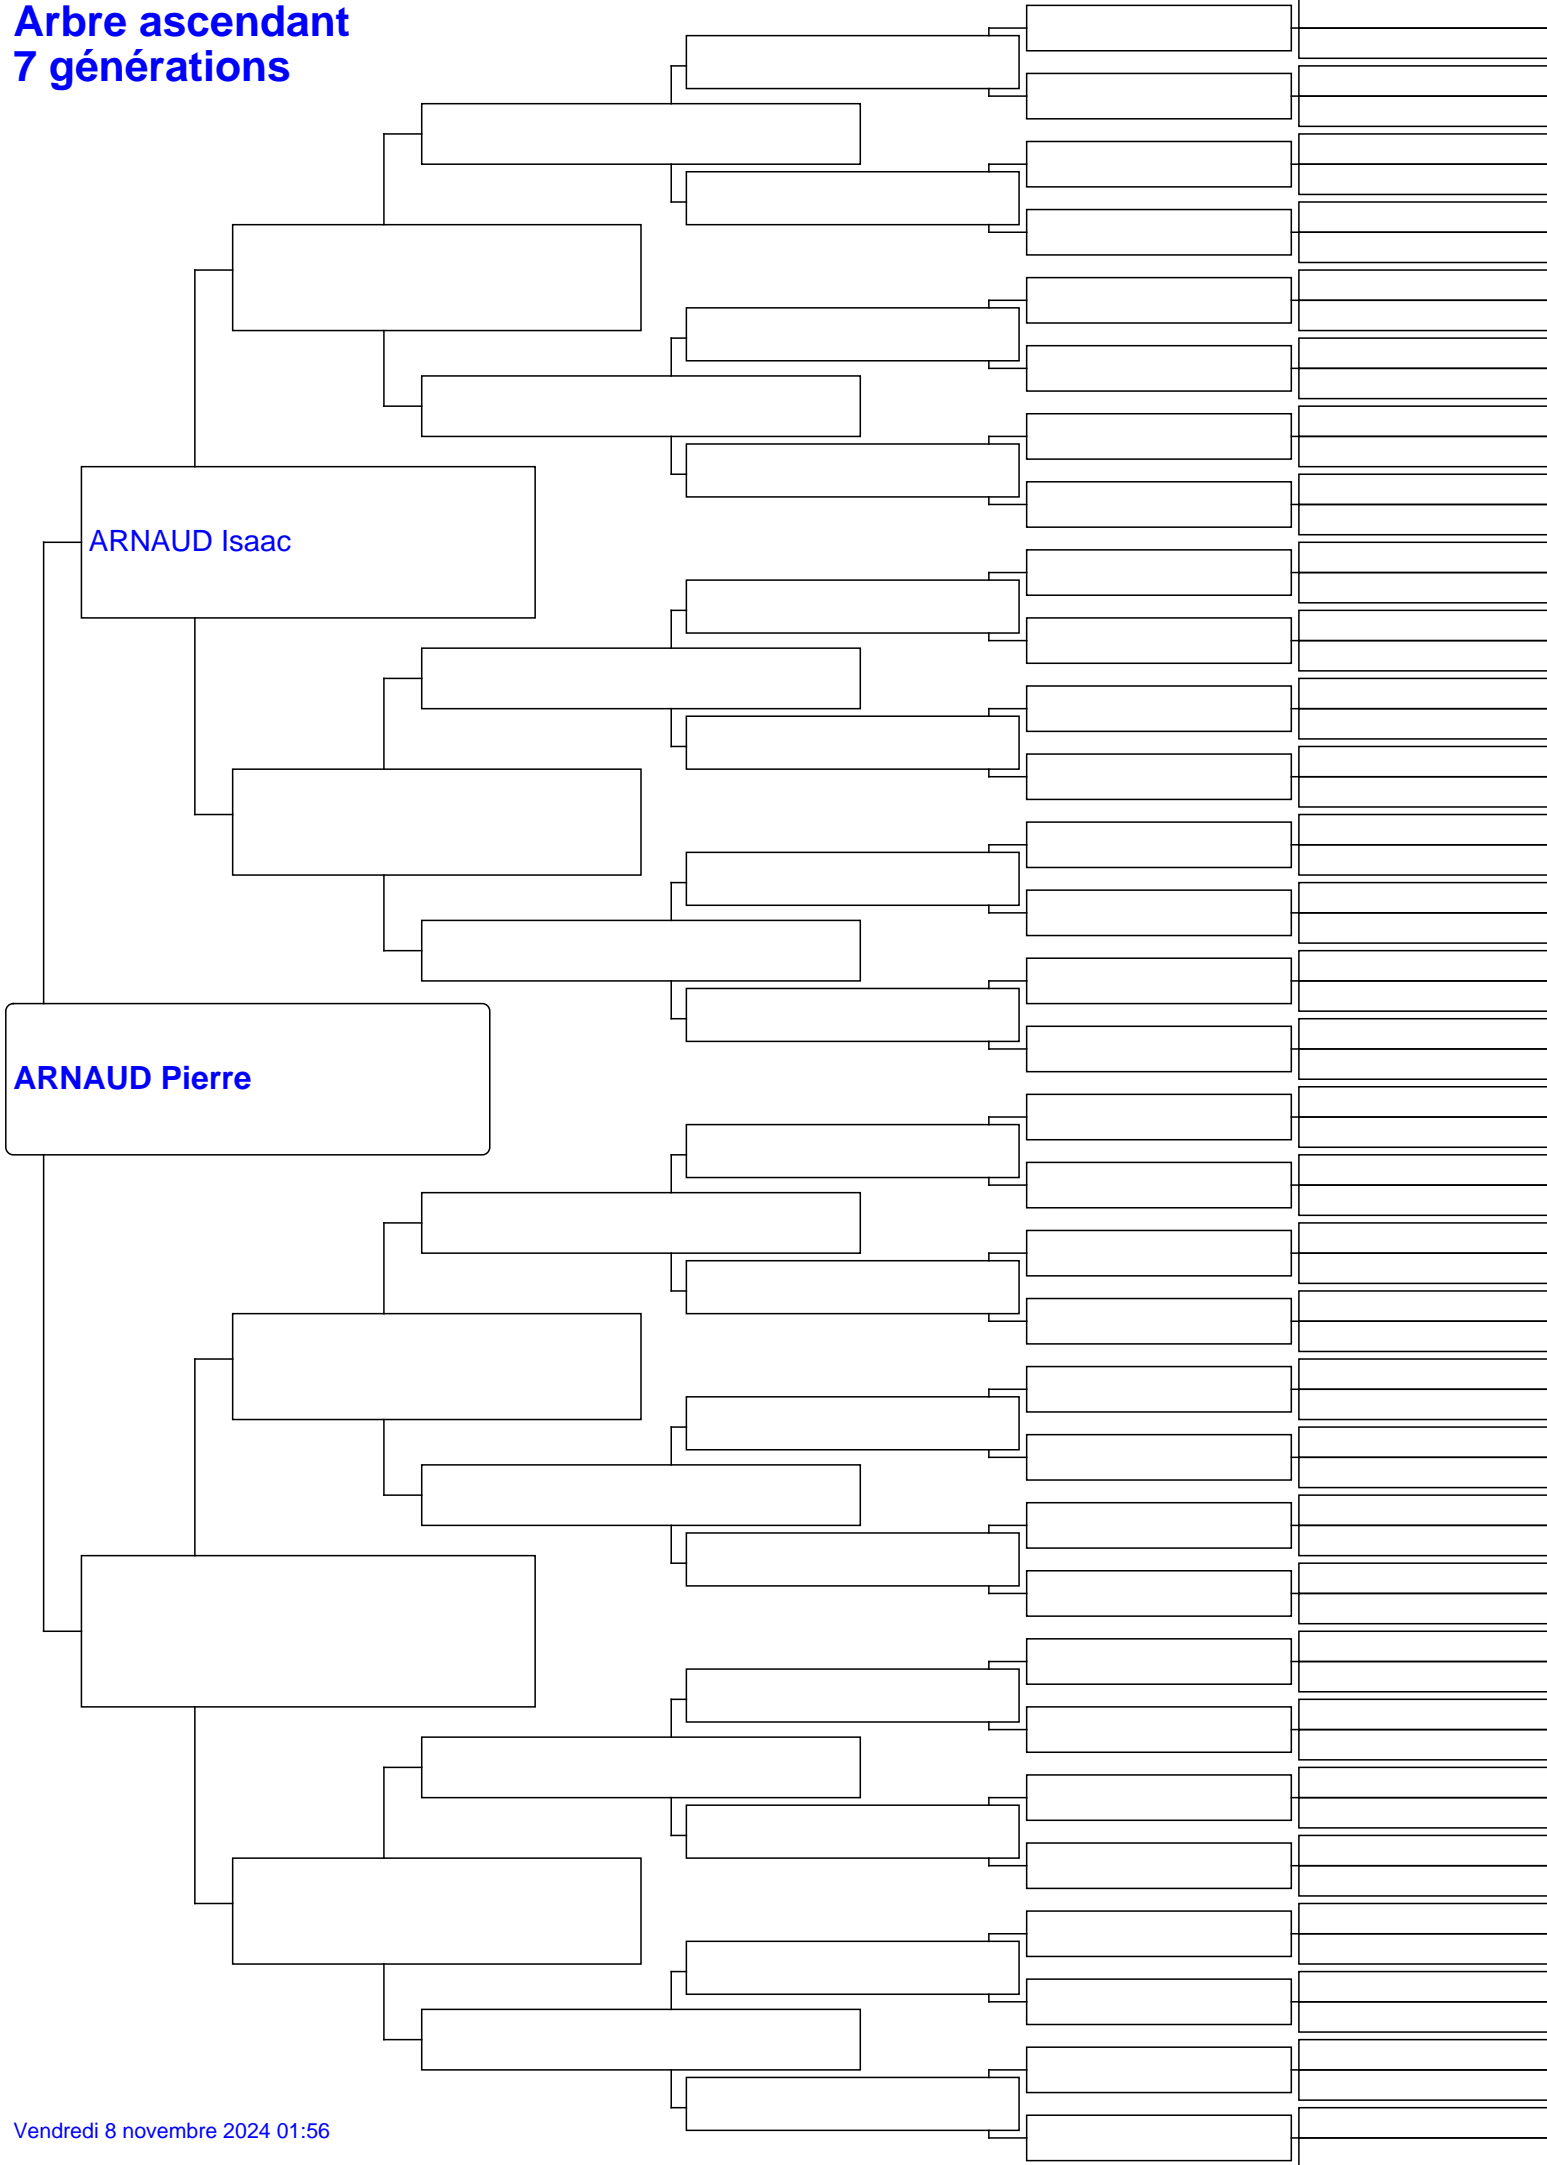 Arbre ascendant
7 générations
ARNAUD Isaac
ARNAUD Pierre
Vendredi 8 novembre 2024 01:56